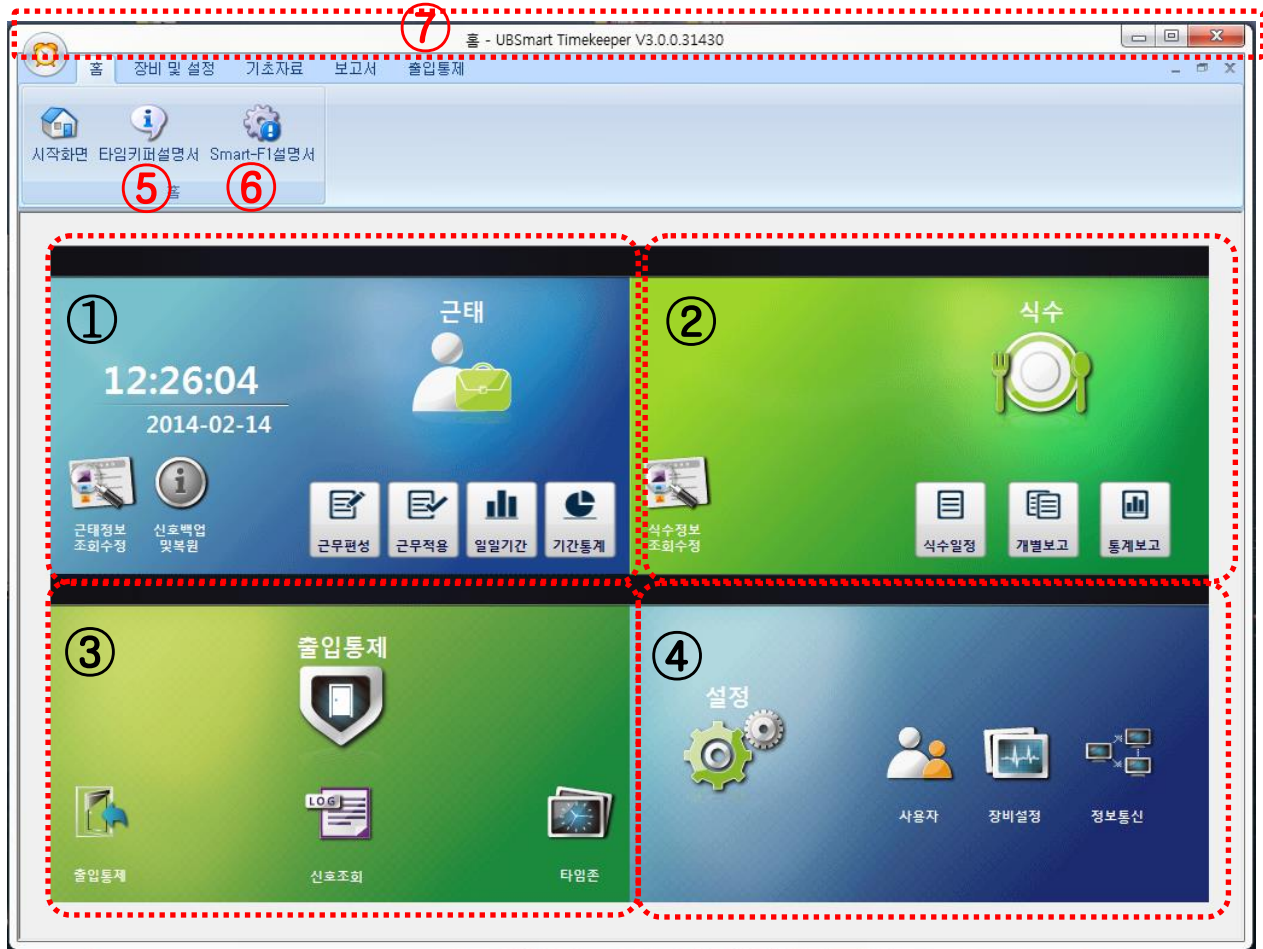 ⑦
홈 - UBSmart Timekeeper V3.0.0.31430
홈 장비 및 설정 기초자료 보고서 출입통제
시작화면 타임키퍼설명서 Smart-F1설명서
⑤ 홈 ⑥
①
근태
12:26:04
2014-02-14
근태정보
조회수정
신호백업
및복원
근무편성 근무적용 일일기간 기간통계
②
식수
식수정보
조회수정
식수일정 개별보고 통계보고
③
출입통제
LOG
출입통제 신호조회 타임존
④
설정
사용자 장비설정 정보통신